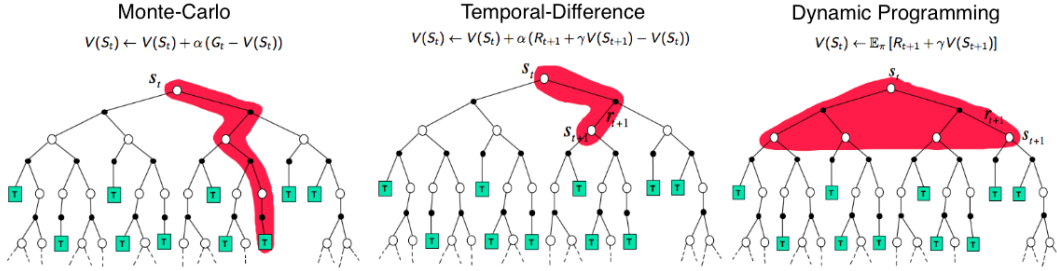 Monte-Carlo
V(S_t) ← V(S_t) + α (G_t − V(S_t))
s_t
T T T T
T T T T
Temporal-Difference
V(S_t) ← V(S_t) + α (R_{t+1} + γV(S_{t+1}) − V(S_t))
s_t
r_{t+1}
s_{t+1}
T T T T T
T T T T
Dynamic Programming
V(S_t) ← 𝔼_π [R_{t+1} + γV(S_{t+1})]
s_t
r_{t+1}
s_{t+1}
T T T T T
T T T T